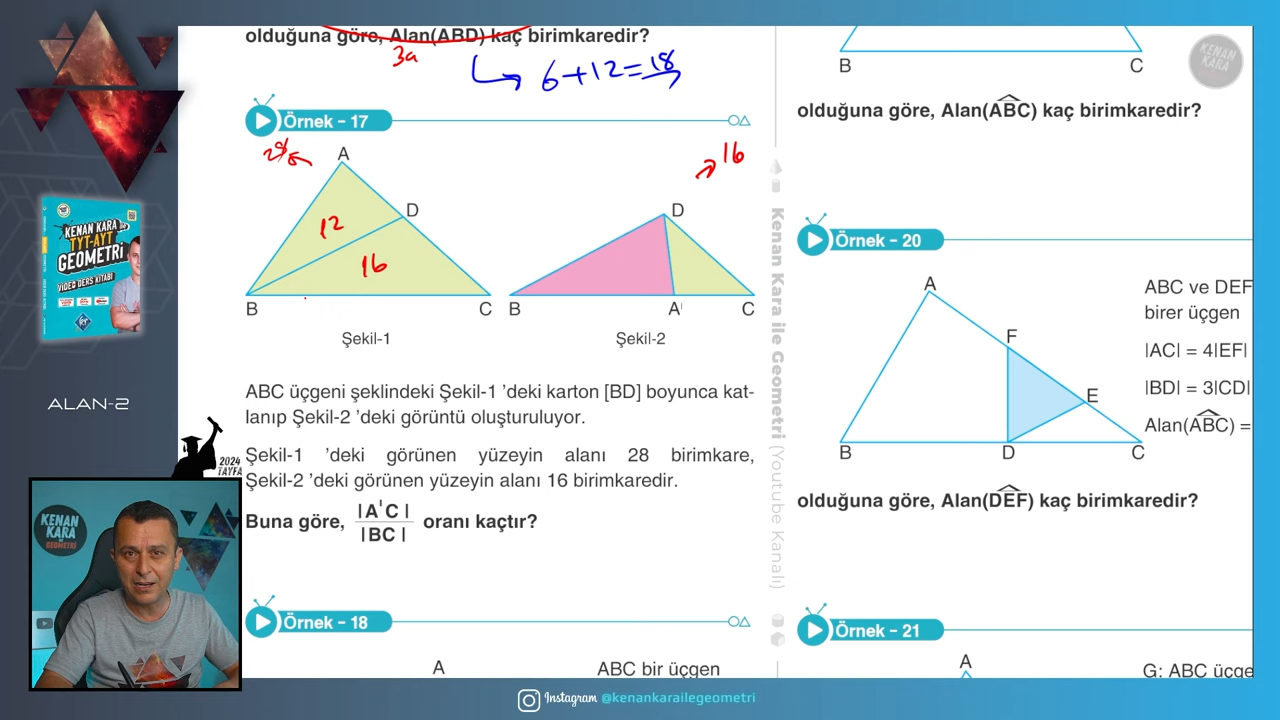 olduğuna göre, Alan(ABD) kaç birimkaredir?
3a
6+12=18
Örnek - 17
28
A
D
12
16
B
C
Şekil-1
16
D
B
A'
C
Şekil-2
ABC üçgeni şeklindeki Şekil-1 'deki karton [BD] boyunca kat-
lanıp Şekil-2 'deki görüntü oluşturuluyor.
Şekil-1 'deki görünen yüzeyin alanı 28 birimkare,
Şekil-2 'deki görünen yüzeyin alanı 16 birimkaredir.
Buna göre, |A'C| / |BC| oranı kaçtır?
Örnek - 18
A
ABC bir üçgen
B
C
olduğuna göre, Alan(ABC) kaç birimkaredir?
Örnek - 20
A
F
E
B
D
C
ABC ve DEF
birer üçgen
|AC| = 4|EF|
|BD| = 3|CD|
Alan(ABC) =
olduğuna göre, Alan(DEF) kaç birimkaredir?
Örnek - 21
A
G: ABC üçge
Kenan Kara ile Geometri (Youtube Kanalı)
KENAN
KARA
KENAN KARA
TYT-AYT
GEOMETRİ
VİDEO DERS KİTABI
ALAN-2
2024
TAYFA
KENAN
KARA
GEOMETRİ
Instagram @kenankarailegeometri